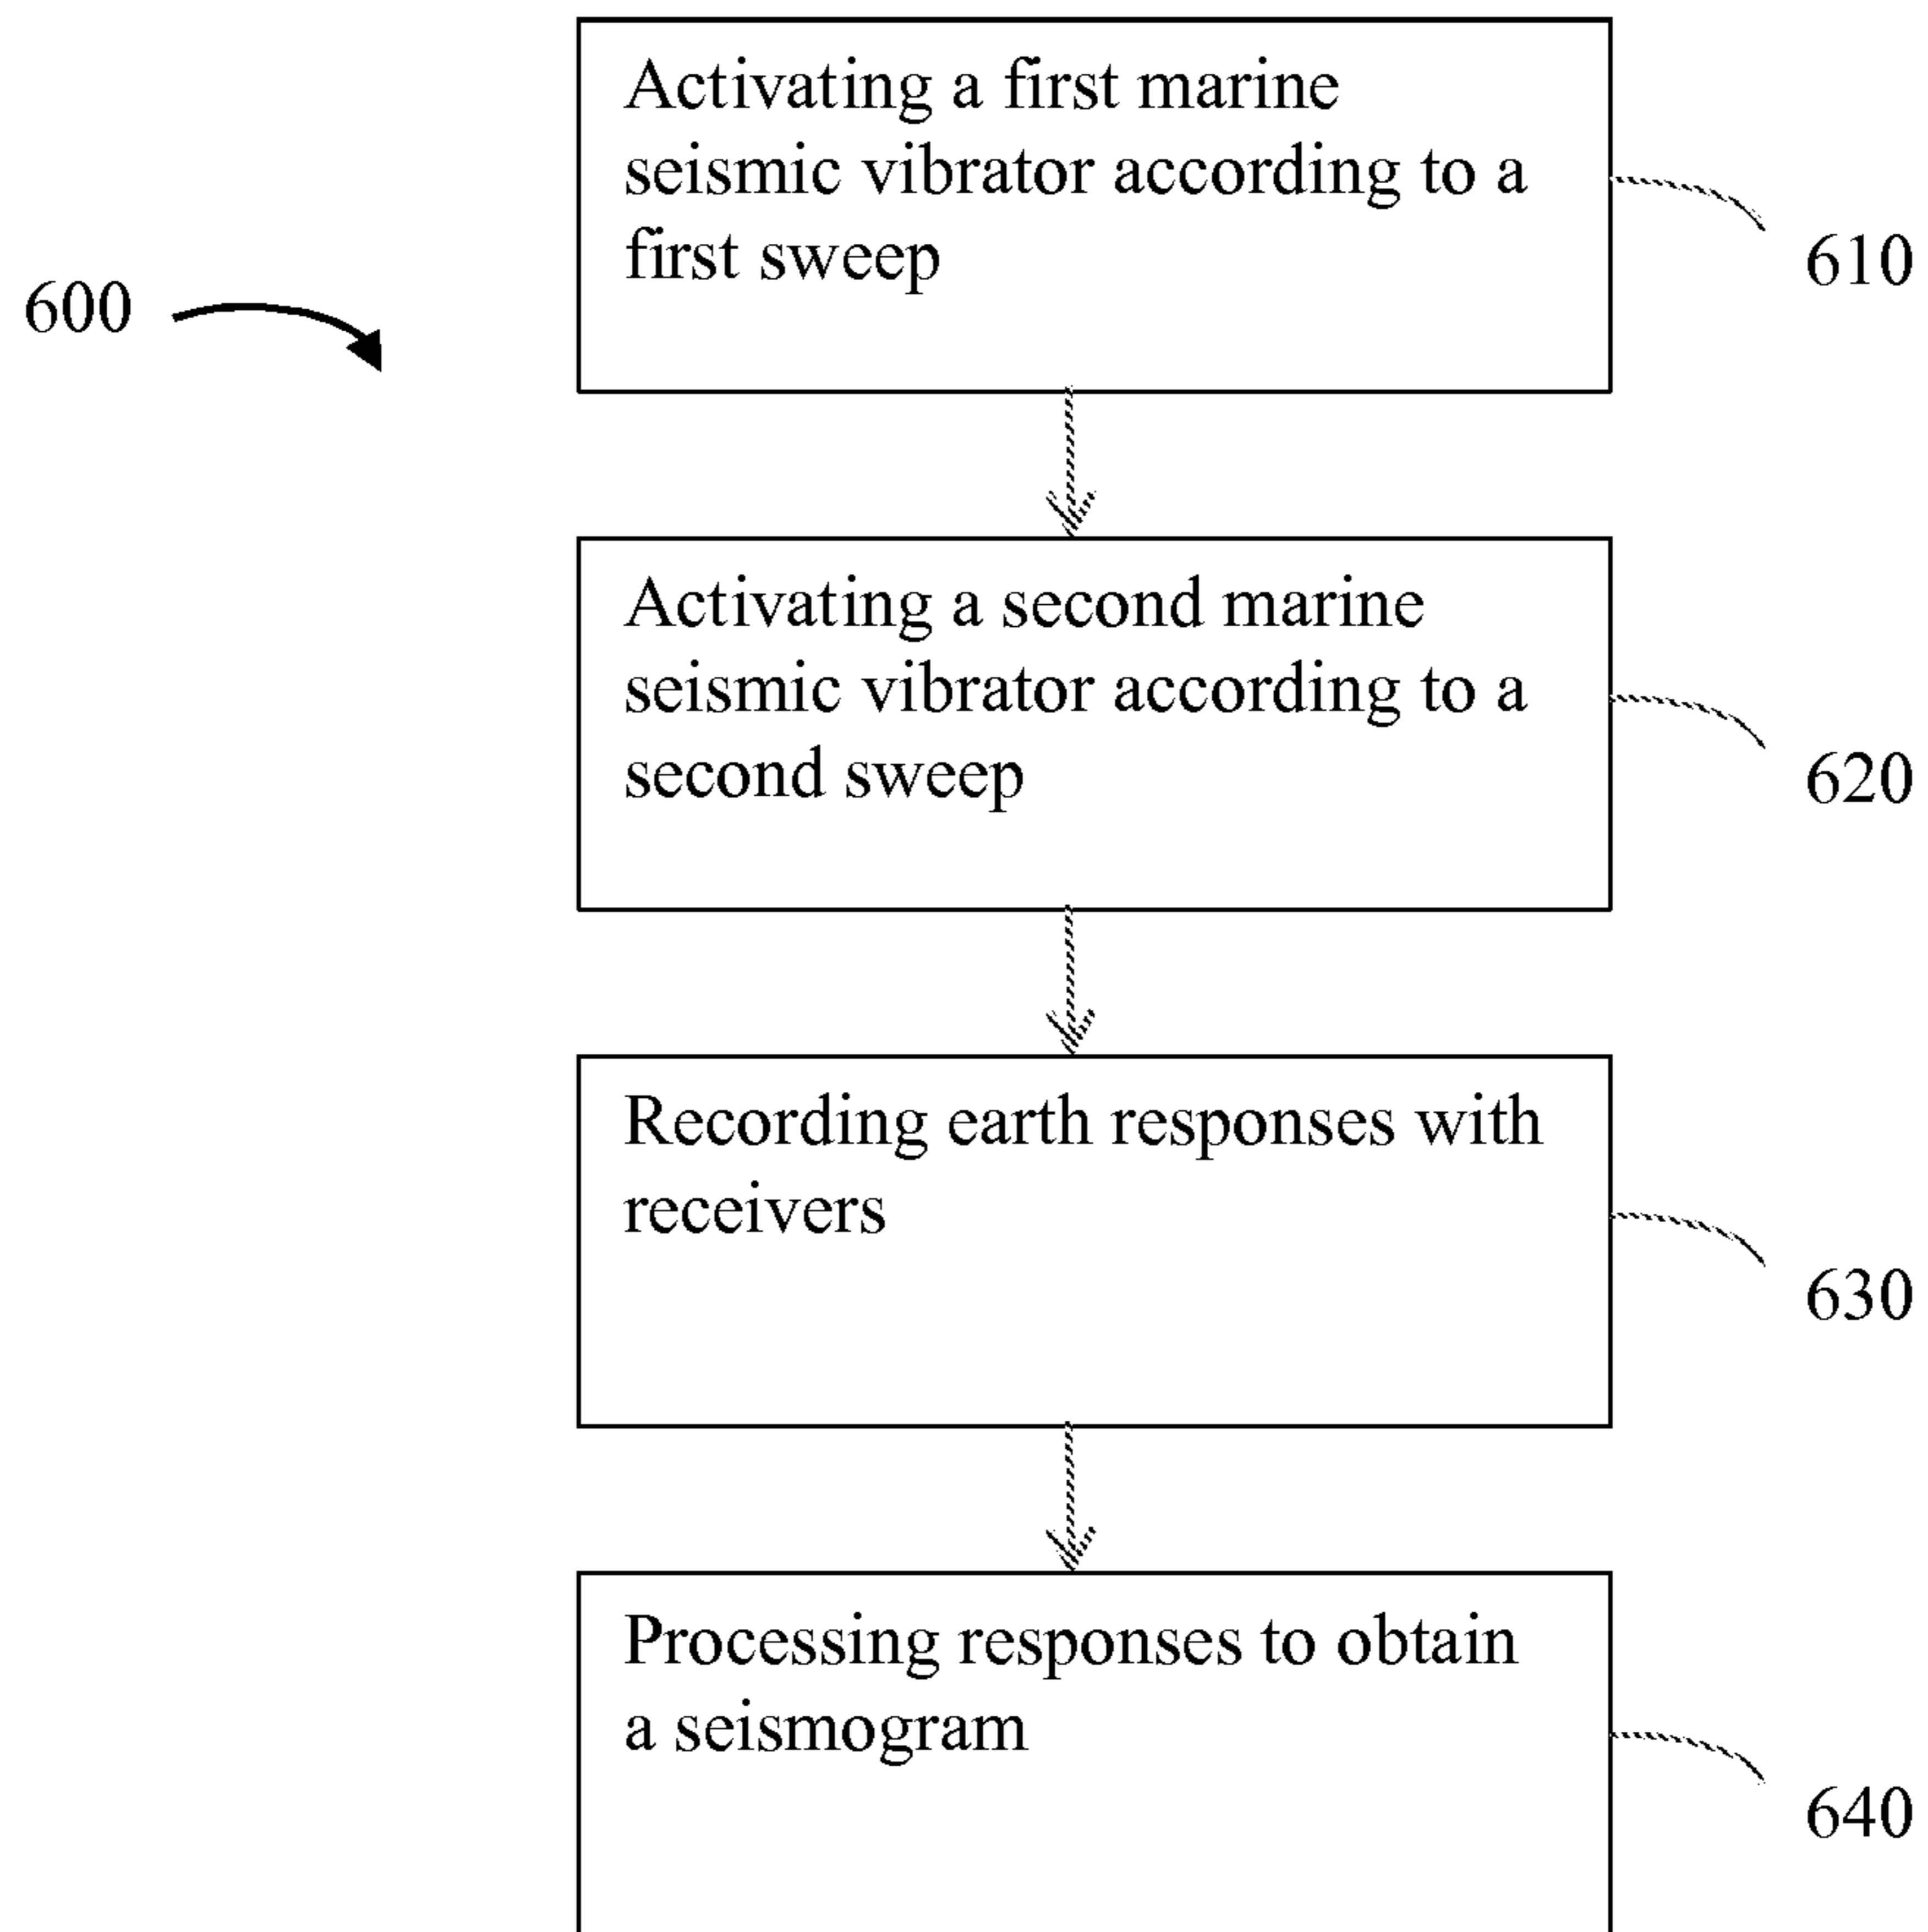 Activating a first marine
seismic vibrator according to a
first sweep
610
600
Activating a second marine
seismic vibrator according to a
second sweep
620
Recording earth responses with
receivers
630
Processing responses to obtain
a seismogram
640